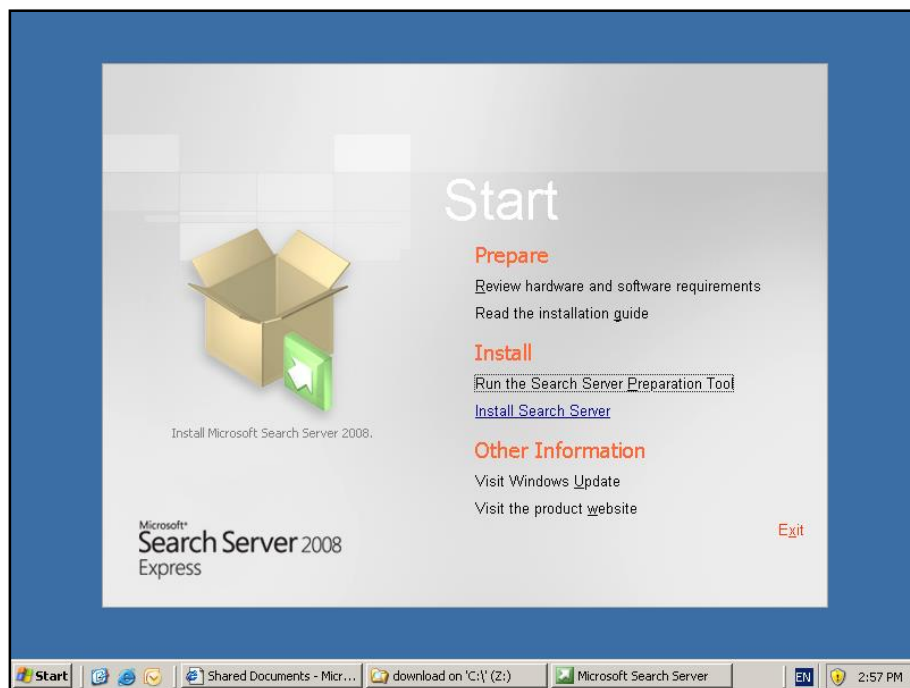 Start
Prepare
Review hardware and software requirements
Read the installation guide
Install
Run the Search Server Preparation Tool
Install Search Server
Install Microsoft Search Server 2008.
Other Information
Visit Windows Update
Visit the product website
Exit
Microsoft
Search Server 2008
Express
Start
Shared Documents - Micr...
download on 'C:\' (Z:)
Microsoft Search Server
EN
2:57 PM